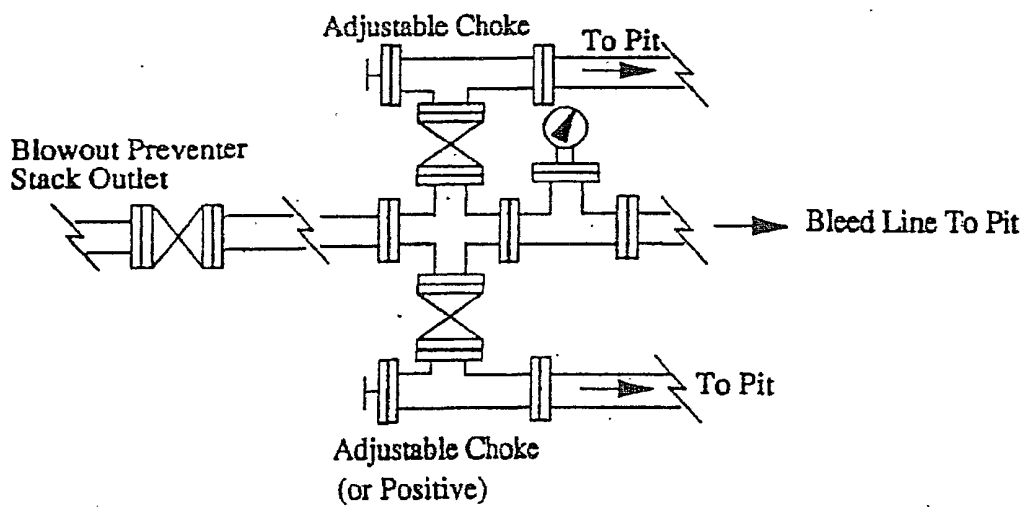 Adjustable Choke
To Pit
Blowout Preventer
Stack Outlet
Bleed Line To Pit
To Pit
Adjustable Choke
(or Positive)